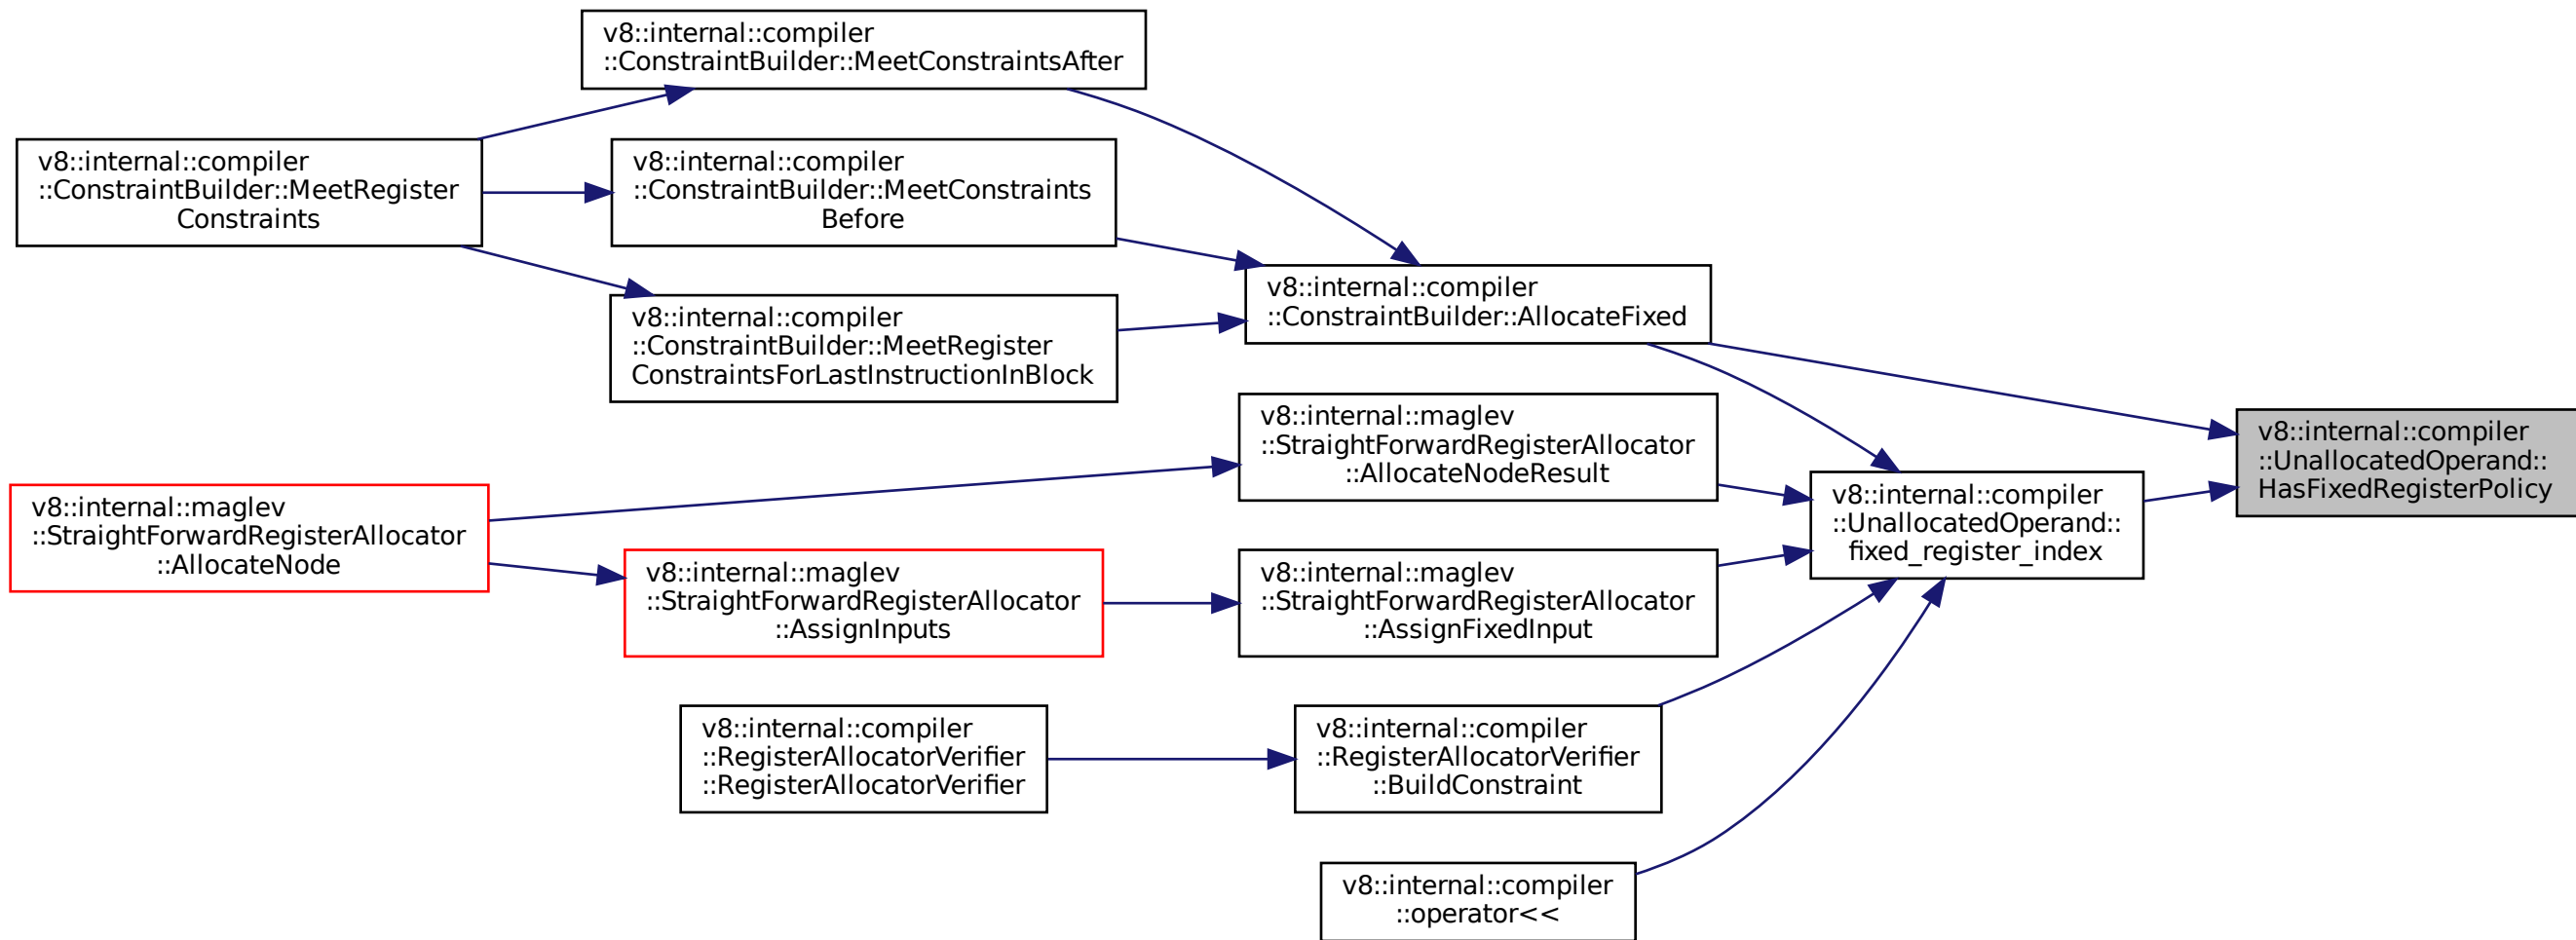 v8::internal::compiler
::ConstraintBuilder::MeetConstraintsAfter
v8::internal::compiler
::ConstraintBuilder::MeetRegister
Constraints
v8::internal::compiler
::ConstraintBuilder::MeetConstraints
Before
v8::internal::compiler
::ConstraintBuilder::AllocateFixed
v8::internal::compiler
::ConstraintBuilder::MeetRegister
ConstraintsForLastInstructionInBlock
v8::internal::maglev
::StraightForwardRegisterAllocator
::AllocateNodeResult
v8::internal::compiler
::UnallocatedOperand::
HasFixedRegisterPolicy
v8::internal::compiler
::UnallocatedOperand::
fixed_register_index
v8::internal::maglev
::StraightForwardRegisterAllocator
::AllocateNode
v8::internal::maglev
::StraightForwardRegisterAllocator
::AssignInputs
v8::internal::maglev
::StraightForwardRegisterAllocator
::AssignFixedInput
v8::internal::compiler
::RegisterAllocatorVerifier
::RegisterAllocatorVerifier
v8::internal::compiler
::RegisterAllocatorVerifier
::BuildConstraint
v8::internal::compiler
::operator<<